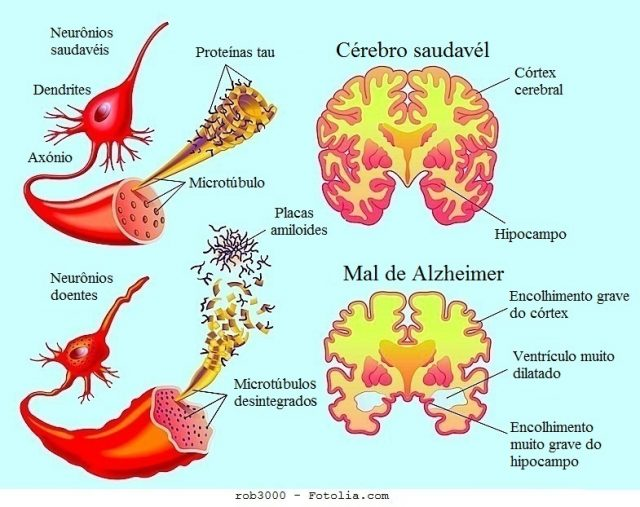 Neurônios
saudavéis
Proteínas tau
Dendrites
Axónio
Microtúbulo
Placas
amiloides
Cérebro saudavél
Córtex
cerebral
Hipocampo
Neurônios
doentes
Microtúbulos
desintegrados
Mal de Alzheimer
Encolhimento grave
do córtex
Ventrículo muito
dilatado
Encolhimento
muito grave do
hipocampo
rob3000 - Fotolia.com